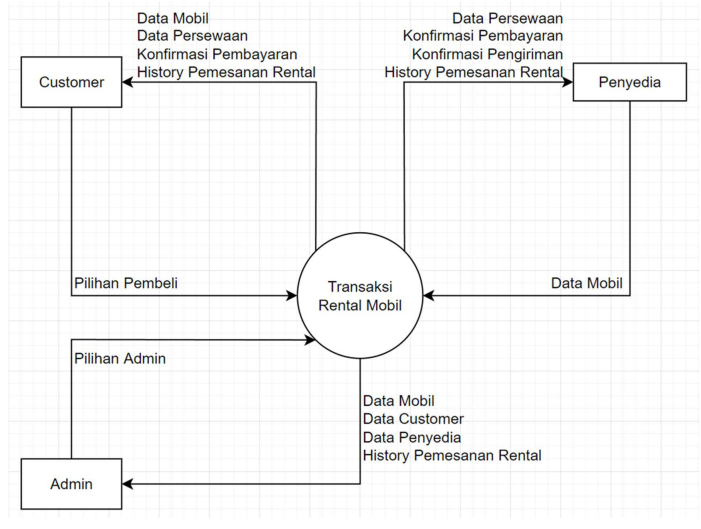 Data Mobil
Data Persewaan
Konfirmasi Pembayaran
History Pemesanan Rental
Data Persewaan
Konfirmasi Pembayaran
Konfirmasi Pengiriman
History Pemesanan Rental
Customer
Penyedia
Pilihan Pembeli
Transaksi
Rental Mobil
Data Mobil
Pilihan Admin
Data Mobil
Data Customer
Data Penyedia
History Pemesanan Rental
Admin